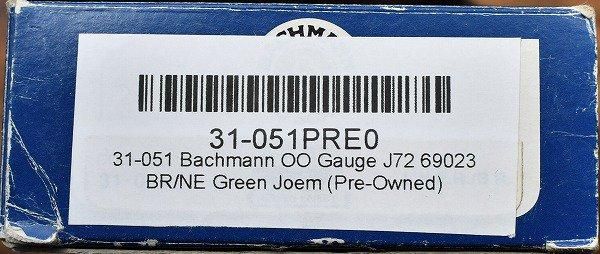 31-051PRE0
31-051 Bachmann OO Gauge J72 69023
BR/NE Green Joem (Pre-Owned)